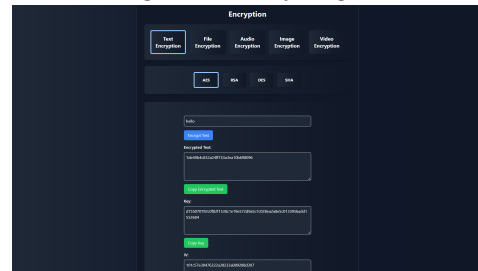 Encryption
Text Encryption
File Encryption
Audio Encryption
Image Encryption
Video Encryption
AES
RSA
DES
SHA
hello
Encrypt Text
Encrypted Text:
Copy Encrypted Text
Key:
Copy Key
IV: